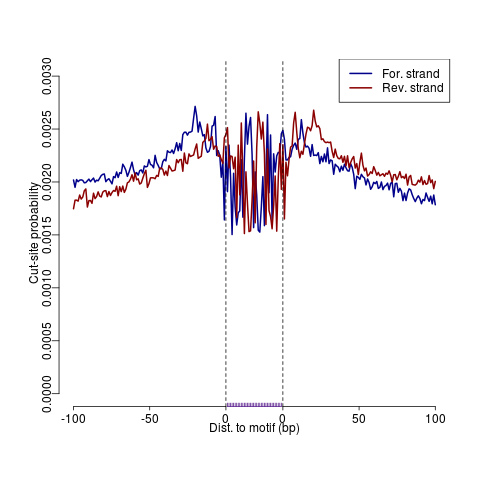 For. strand
Rev. strand
0.0030
0.0025
0.0020
0.0015
0.0010
0.0005
0.0000
Cut-site probability
-100 -50 0 0 50 100
Dist. to motif (bp)